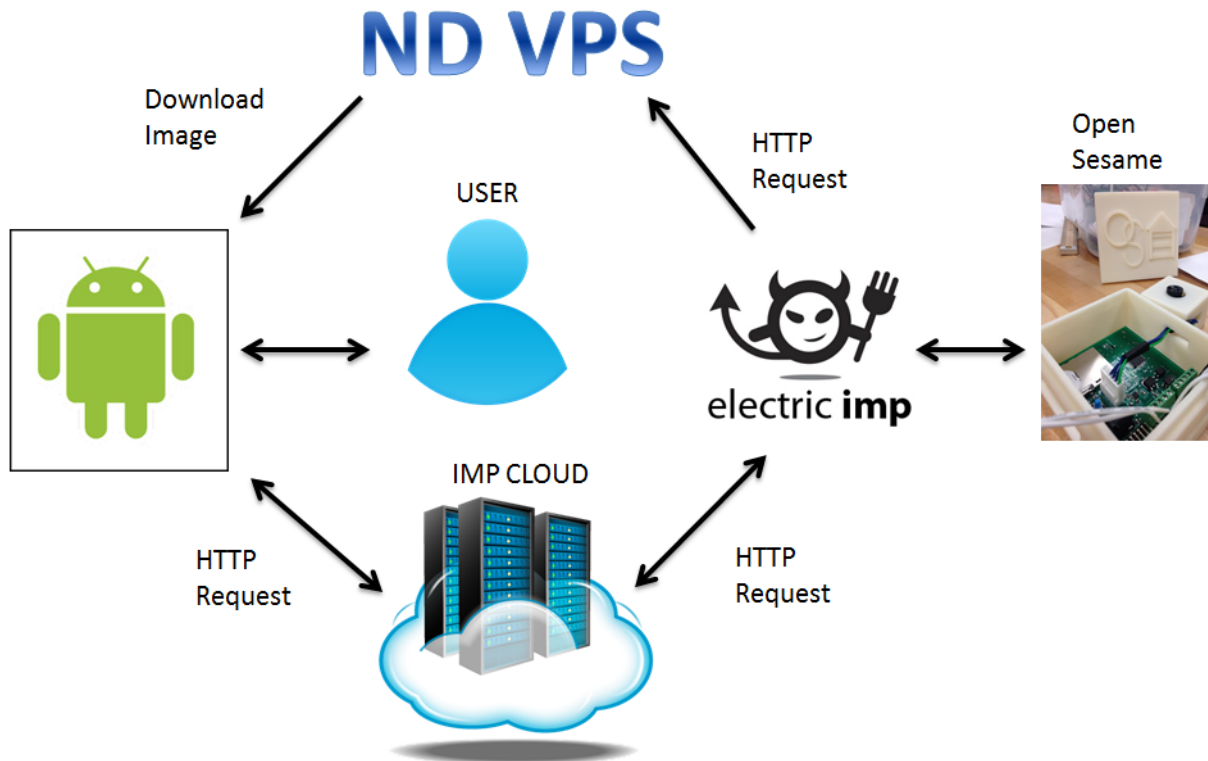 ND VPS
Download
Image
HTTP
Request
Open
Sesame
USER
electric imp
IMP CLOUD
HTTP
Request
HTTP
Request